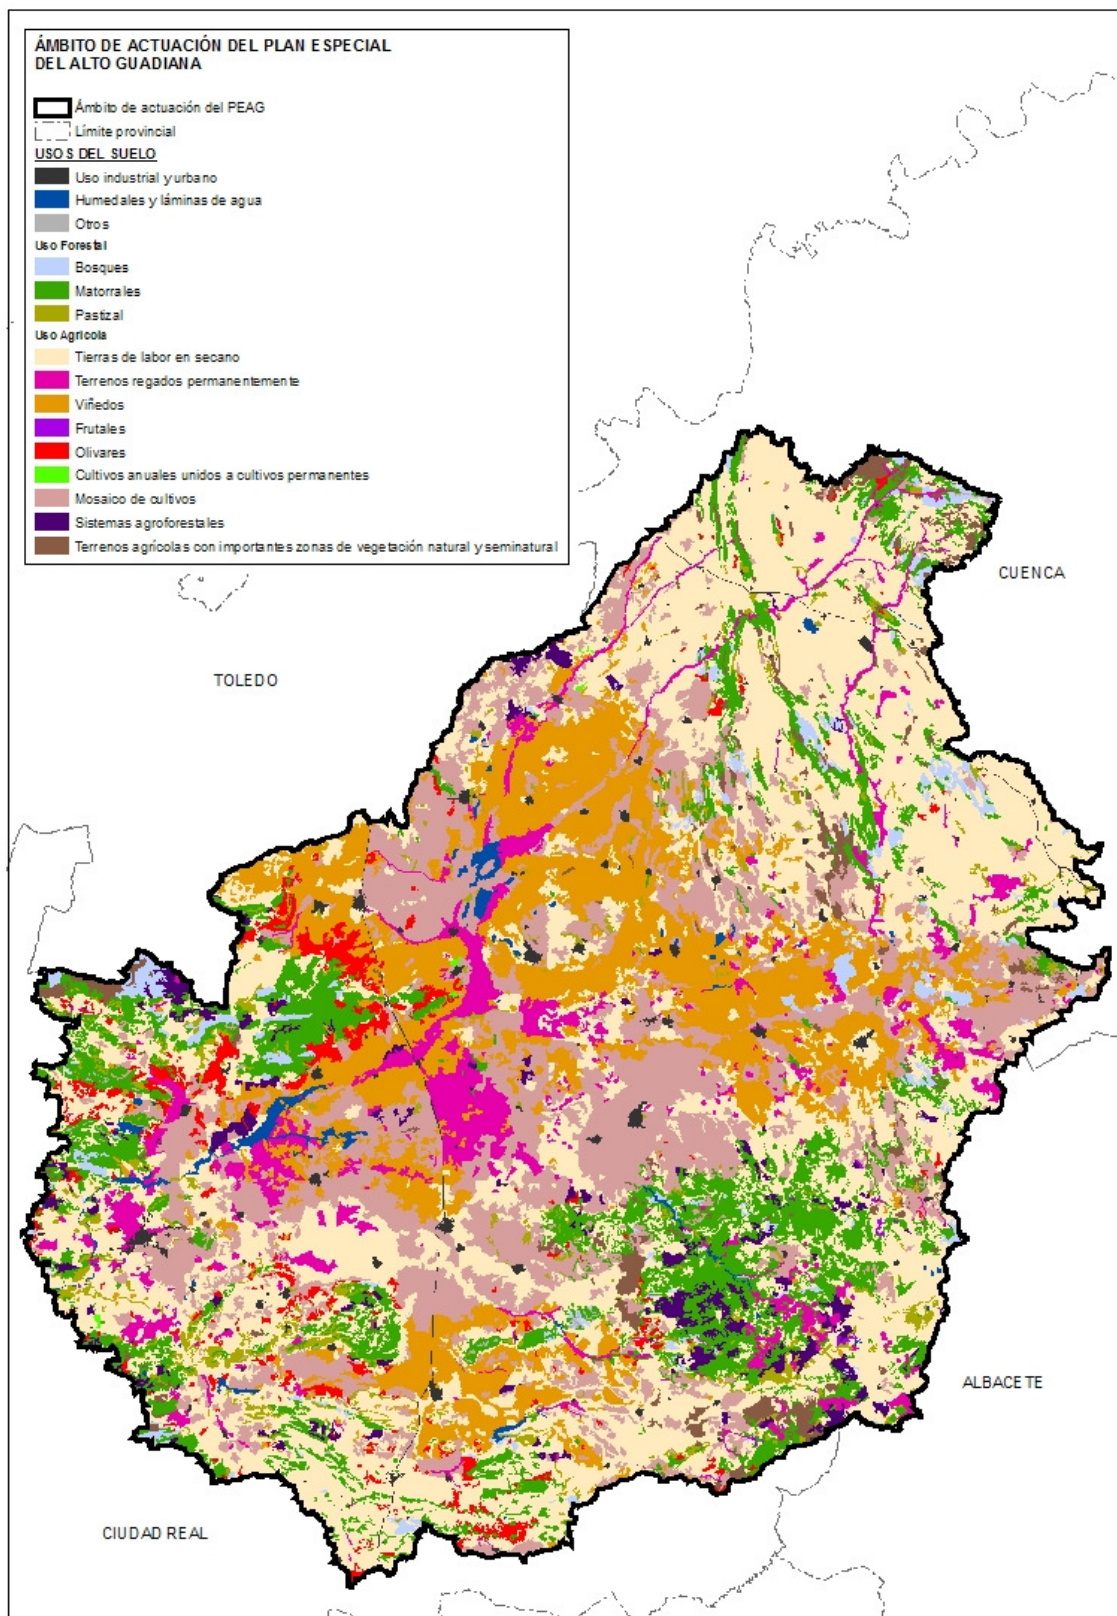 ÁMBITO DE ACTUACIÓN DEL PLAN ESPECIAL
DEL ALTO GUADIANA
Ámbito de actuación del PEAG
Límite provincial
USOS DEL SUELO
Uso industrial y urbano
Humedales y láminas de agua
Otros
Uso Forestal
Bosques
Matorrales
Pastizal
Uso Agrícola
Tierras de labor en secano
Terrenos regados permanentemente
Viñedos
Frutales
Olivares
Cultivos anuales unidos a cultivos permanentes
Mosaico de cultivos
Sistemas agroforestales
Terrenos agrícolas con importantes zonas de vegetación natural y seminatural
CUENCA
TOLEDO
ALBACETE
CIUDAD REAL